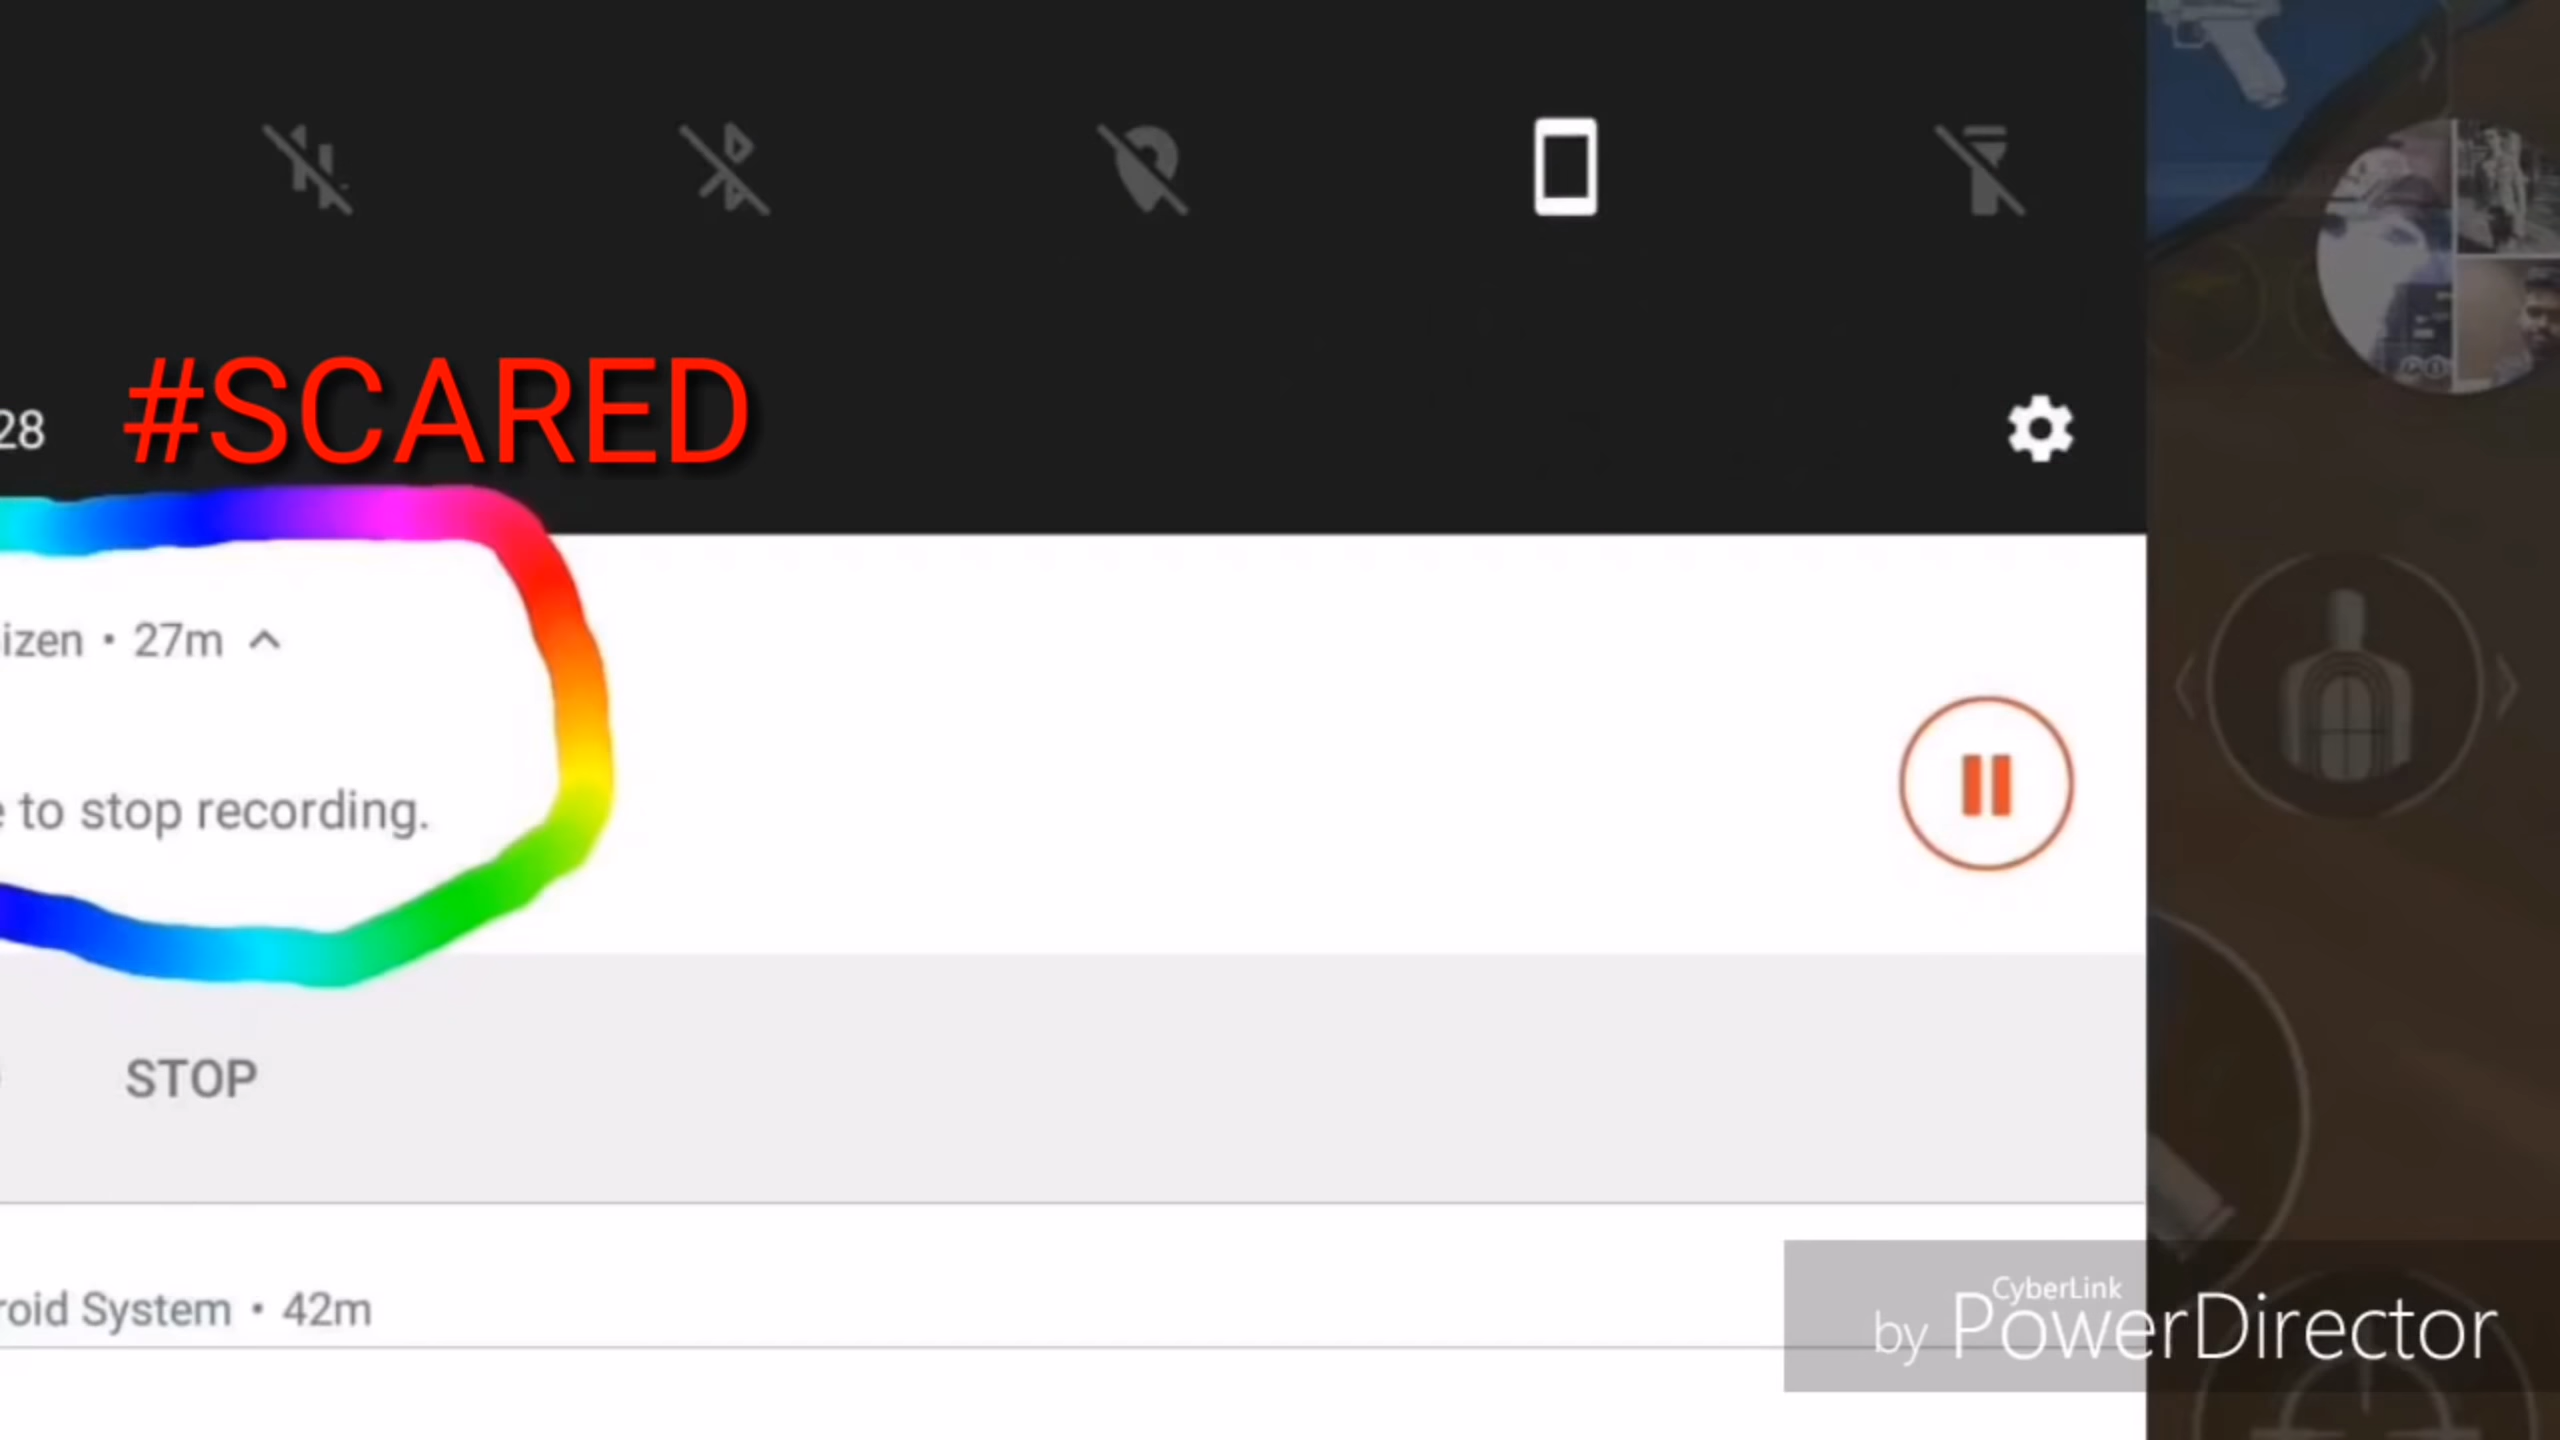 28 #SCARED
izen • 27m
e to stop recording.
STOP
roid System • 42m
CyberLink
by PowerDirector